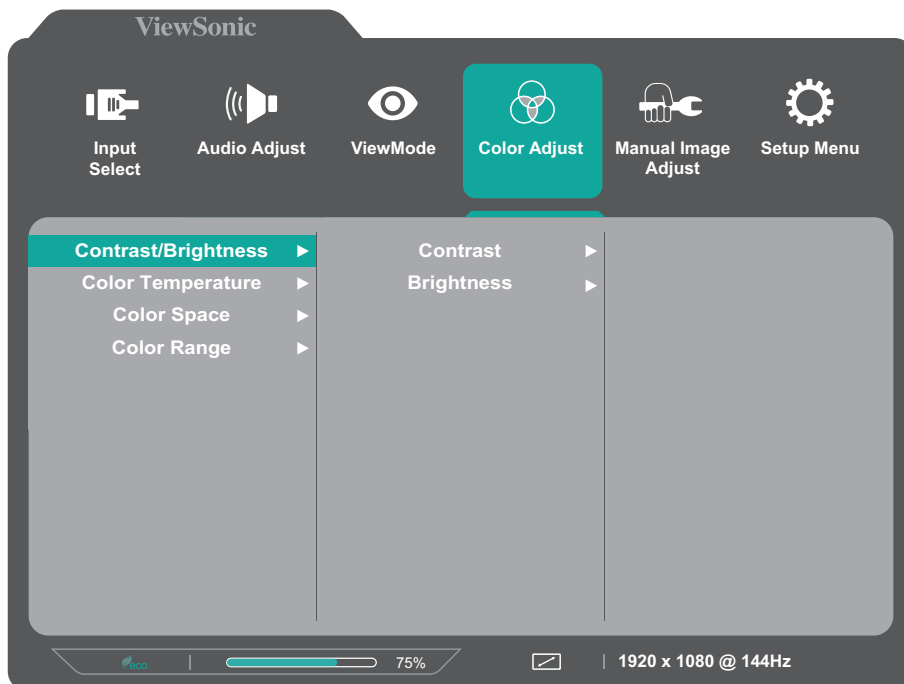 ViewSonic
Input
Select
Audio Adjust
ViewMode
Color Adjust
Manual Image
Adjust
Setup Menu
Contrast/Brightness
Color Temperature
Color Space
Color Range
Contrast
Brightness
eco
75%
1920 x 1080 @ 144Hz